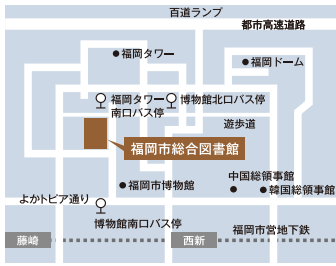 百道ランプ
都市高速道路
福岡タワー
福岡ドーム
福岡タワー
南口バス停
博物館北口バス停
遊歩道
福岡市総合図書館
中国総領事館
福岡市博物館
韓国総領事館
よかトピア通り
博物館南口バス停
福岡市営地下鉄
藤崎
西新